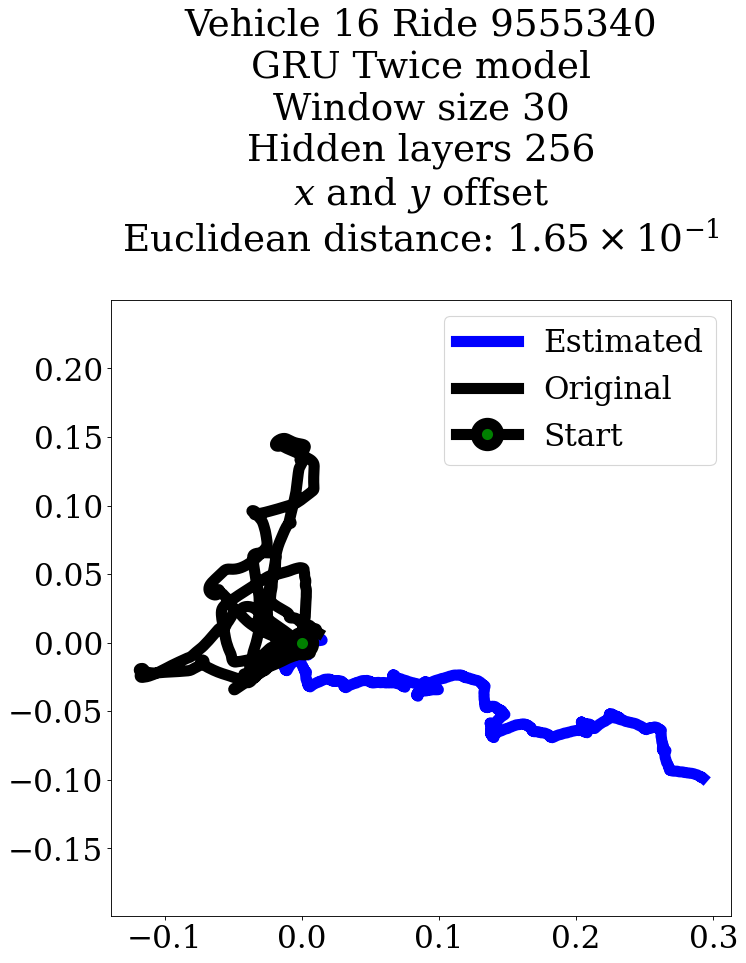 Vehicle 16 Ride 9555340
GRU Twice model
Window size 30
Hidden layers 256
x and y offset
Euclidean distance: 1.65 × 10⁻¹
Estimated
Original
Start
0.20
0.15
0.10
0.05
0.00
−0.05
−0.10
−0.15
−0.1 0.0 0.1 0.2 0.3